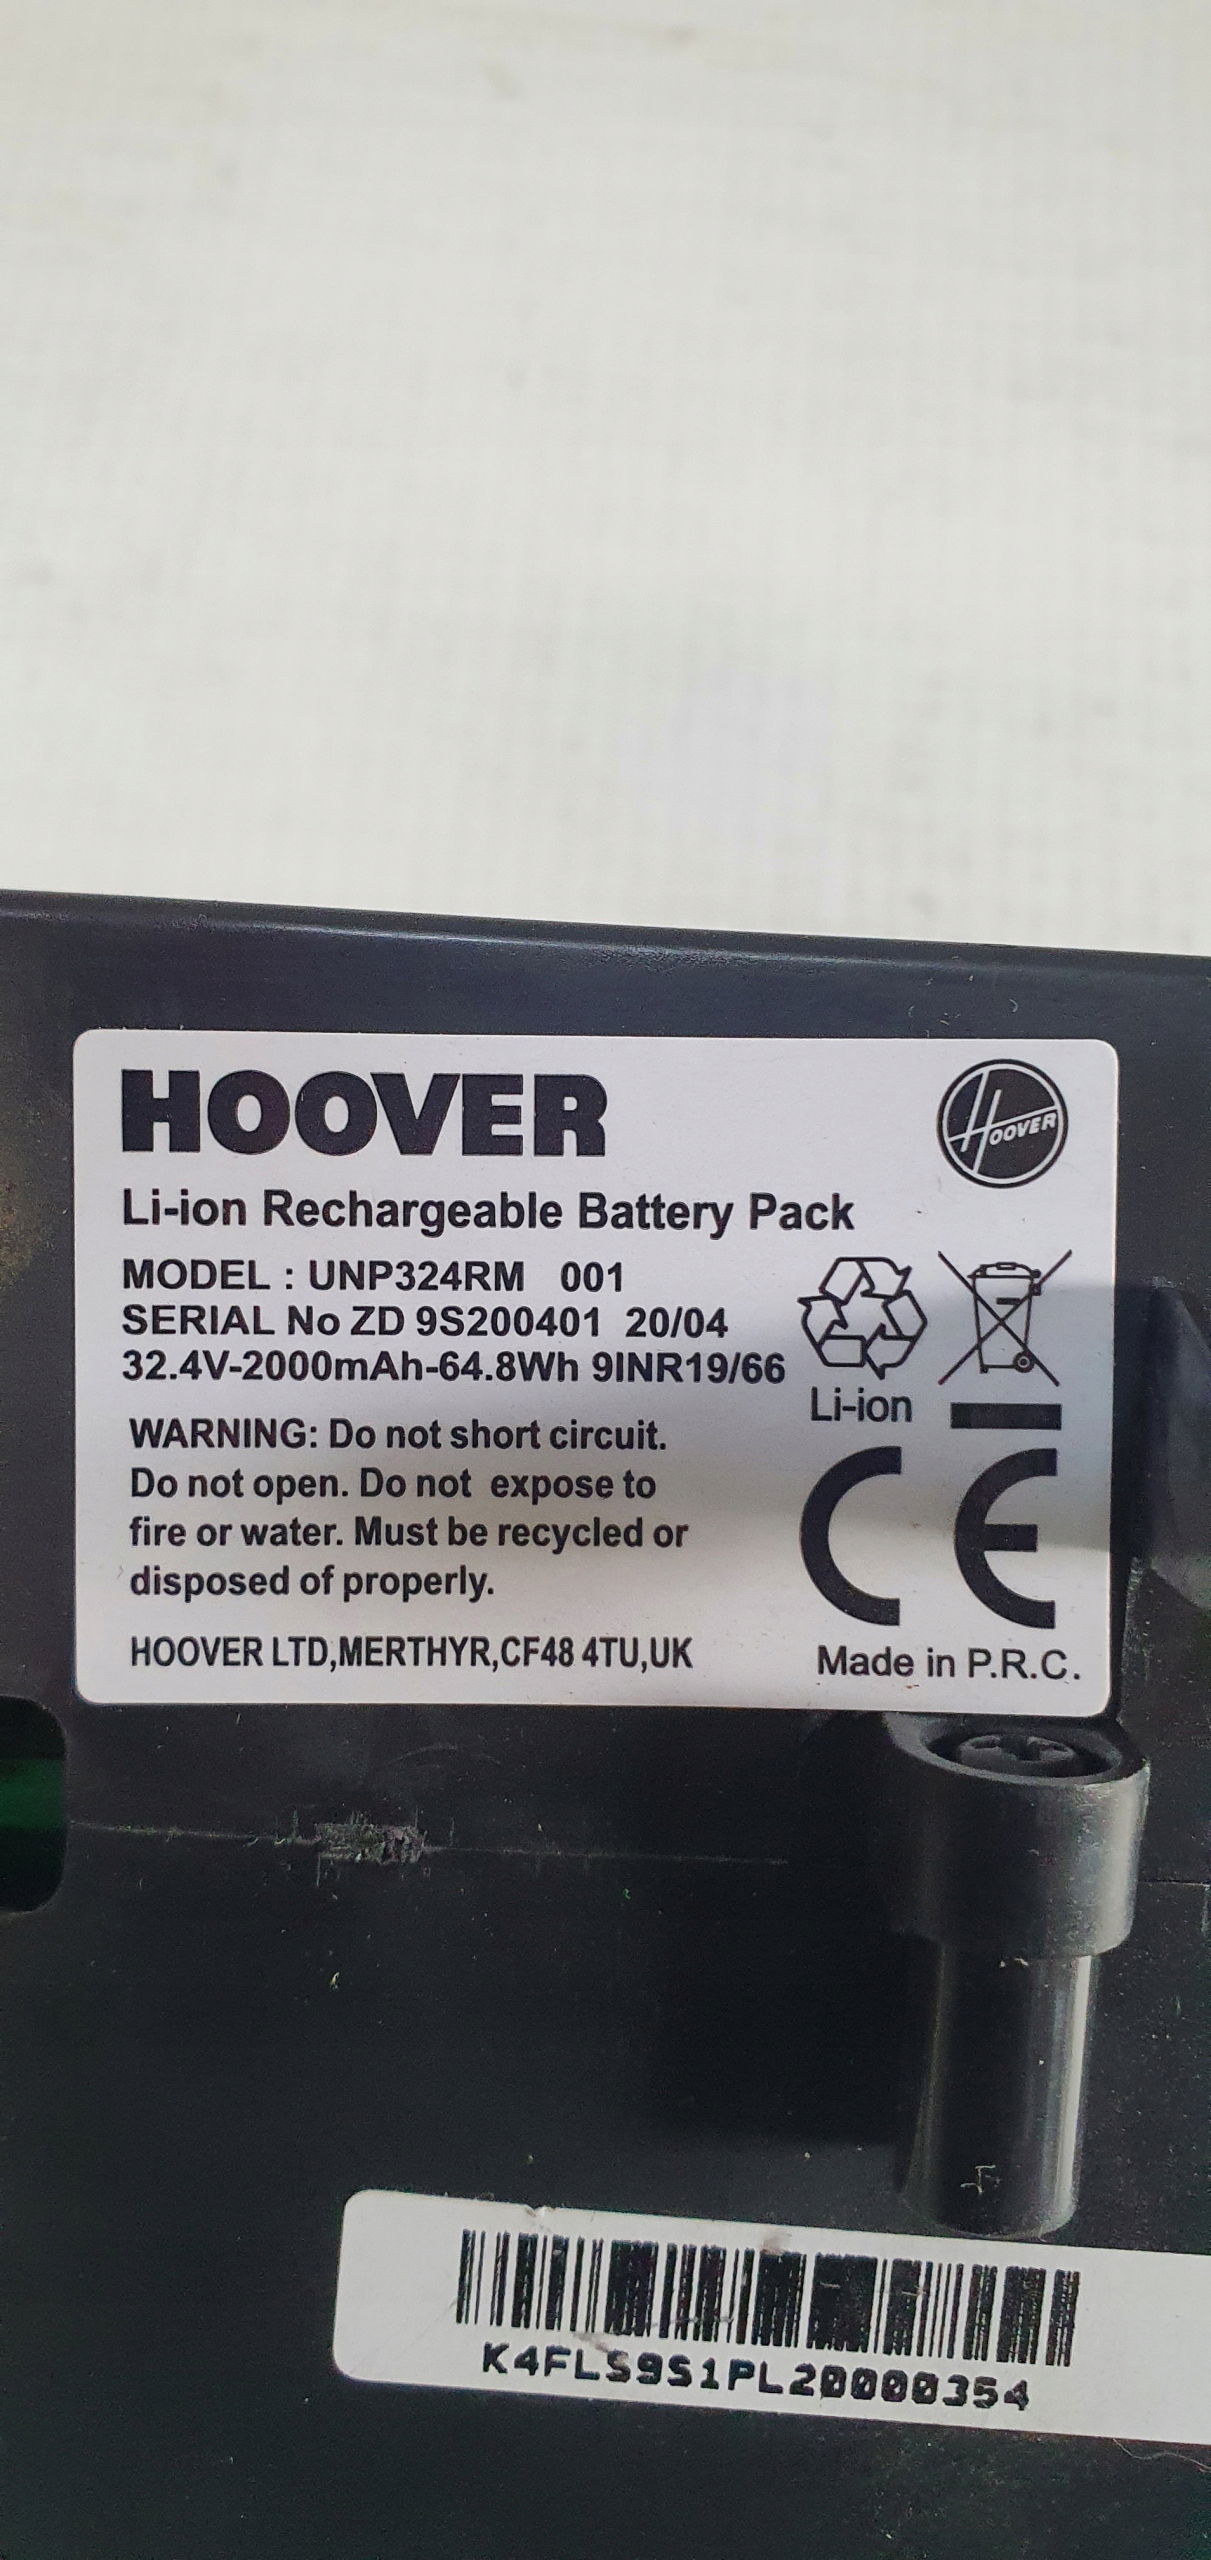 HOOVER
HOOVER
Li-ion Rechargeable Battery Pack
MODEL : UNP324RM 001
SERIAL No ZD 9S200401 20/04
32.4V-2000mAh-64.8Wh 9INR19/66
Li-ion
WARNING: Do not short circuit.
Do not open. Do not expose to
fire or water. Must be recycled or
disposed of properly.
CE
HOOVER LTD,MERTHYR,CF48 4TU,UK
Made in P.R.C.
K4FLS9S1PL20000354